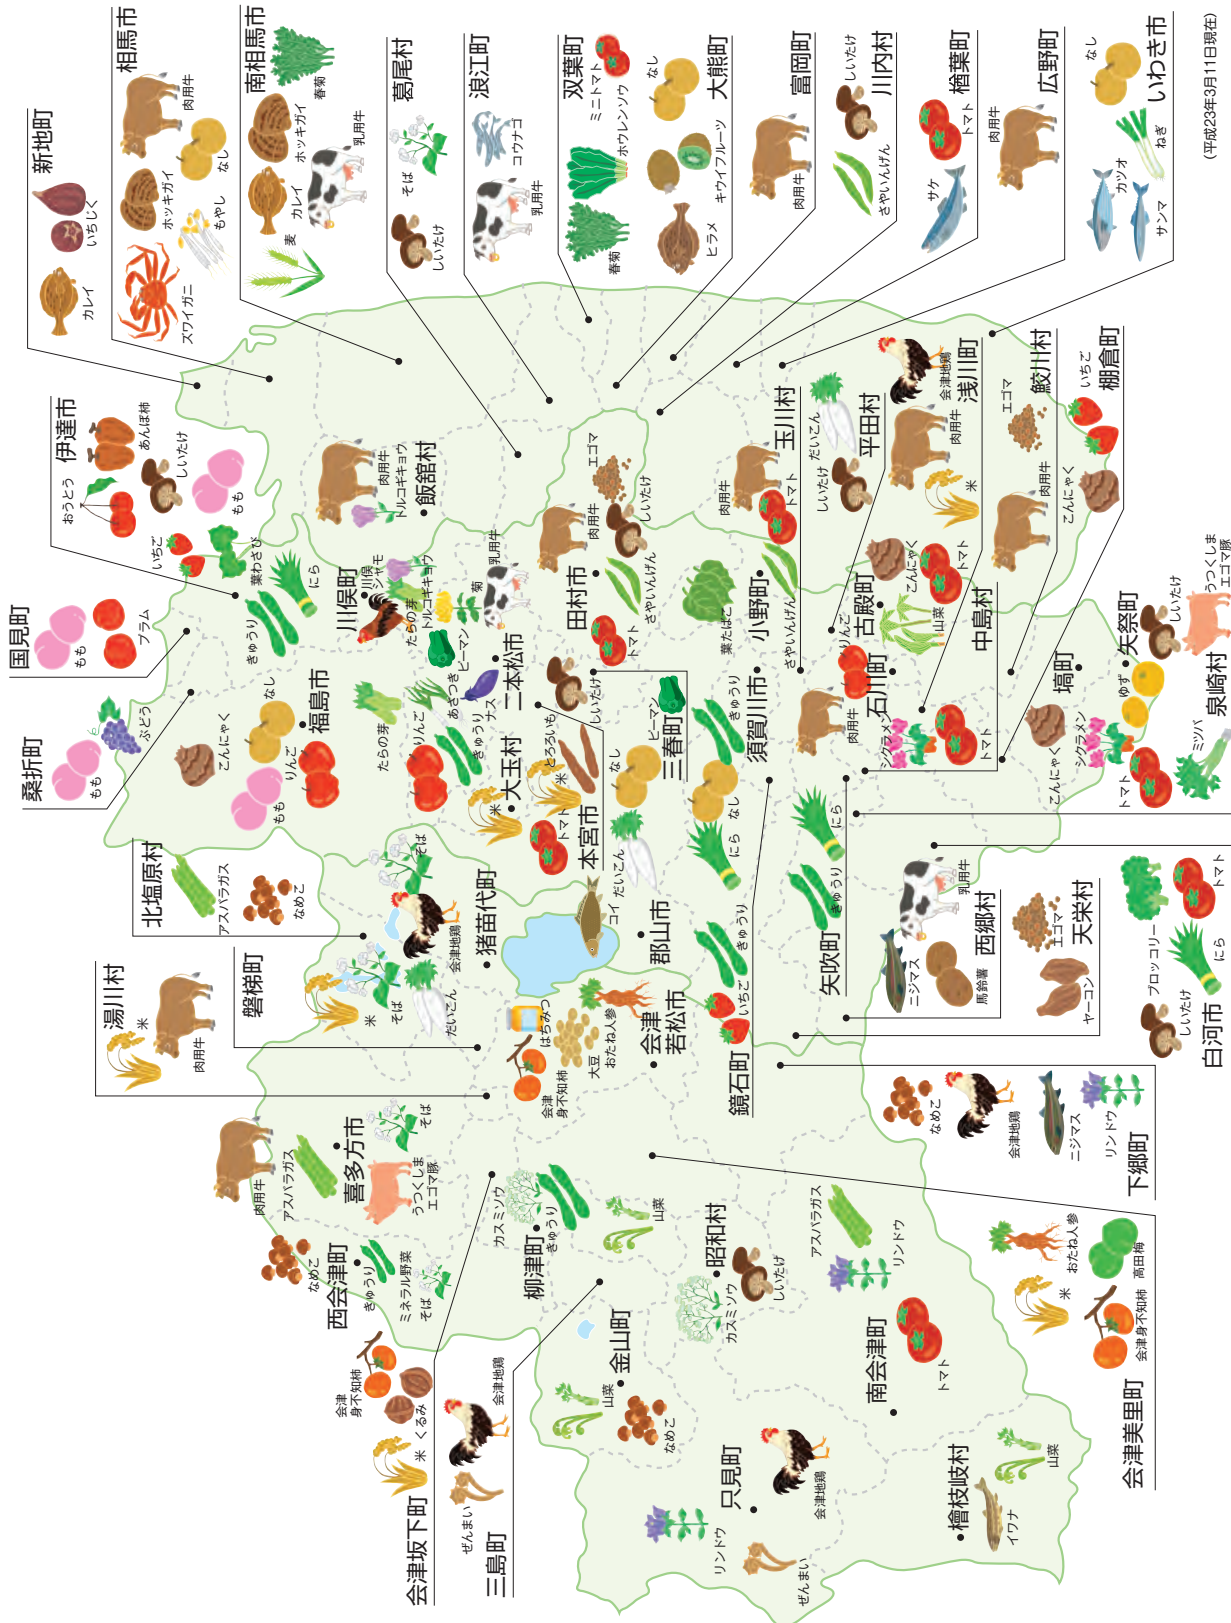 新地町
カレイ
いちじく
相馬市
ズワイガニ
ホッキガイ
肉用牛
もやし
なし
南相馬市
麦
カレイ
ホッキガイ
春菊
乳用牛
葛尾村
しいたけ
そば
浪江町
乳用牛
コウナゴ
双葉町
春菊
ホウレンソウ
ミニトマト
大熊町
ヒラメ
キウイフルーツ
なし
富岡町
肉用牛
川内村
さやいんげん
しいたけ
楢葉町
サケ
トマト
広野町
肉用牛
いわき市
サンマ
カツオ
ねぎ
なし
(平成23年3月11日現在)
国見町
もも
プラム
桑折町
もも
ぶどう
伊達市
おうとう
あんぽ柿
しいたけ
もも
いちご
葉わさび
にら
きゅうり
飯舘村
肉用牛
トルコギキョウ
川俣町
川俣
シャモ
たらの芽
トルコギキョウ
福島市
こんにゃく
なし
りんご
もも
二本松市
たらの芽
りんご
きゅうり
あさつき
ナス
ピーマン
菊
乳用牛
大玉村
米
本宮市
トマト
米
とろろいも
しいたけ
田村市
トマト
さやいんげん
しいたけ
肉用牛
エゴマ
三春町
ピーマン
小野町
葉たばこ
さやいんげん
トマト
肉用牛
郡山市
コイ
だいこん
なし
須賀川市
にら
なし
きゅうり
鏡石町
いちご
きゅうり
玉川村
しいたけ
だいこん
平田村
肉用牛
米
会津地鶏
浅川町
石川町
肉用牛
りんご
古殿町
山菜
トマト
こんにゃく
中島村
シクラメン
トマト
鮫川村
肉用牛
エゴマ
棚倉町
こんにゃく
いちご
塙町
こんにゃく
シクラメン
矢祭町
ゆず
しいたけ
うつくしま
エゴマ豚
泉崎村
トマト
ミツバ
矢吹町
きゅうり
にら
西郷村
ニジマス
馬鈴薯
乳用牛
天栄村
ヤーコン
エゴマ
白河市
しいたけ
ブロッコリー
にら
トマト
北塩原村
アスパラガス
なめこ
猪苗代町
会津地鶏
そば
磐梯町
米
そば
だいこん
湯川村
米
肉用牛
会津
若松市
会津
身不知柿
はちみつ
大豆
おたね人参
喜多方市
肉用牛
アスパラガス
そば
うつくしま
エゴマ豚
西会津町
なめこ
きゅうり
ミネラル野菜
そば
会津坂下町
米
くるみ
会津
身不知柿
柳津町
カスミソウ
きゅうり
三島町
ぜんまい
会津地鶏
山菜
金山町
山菜
なめこ
昭和村
カスミソウ
しいたけ
只見町
リンドウ
ぜんまい
会津地鶏
南会津町
リンドウ
アスパラガス
トマト
檜枝岐村
イワナ
山菜
下郷町
なめこ
会津地鶏
ニジマス
リンドウ
会津美里町
米
おたね人参
会津身不知柿
高田梅